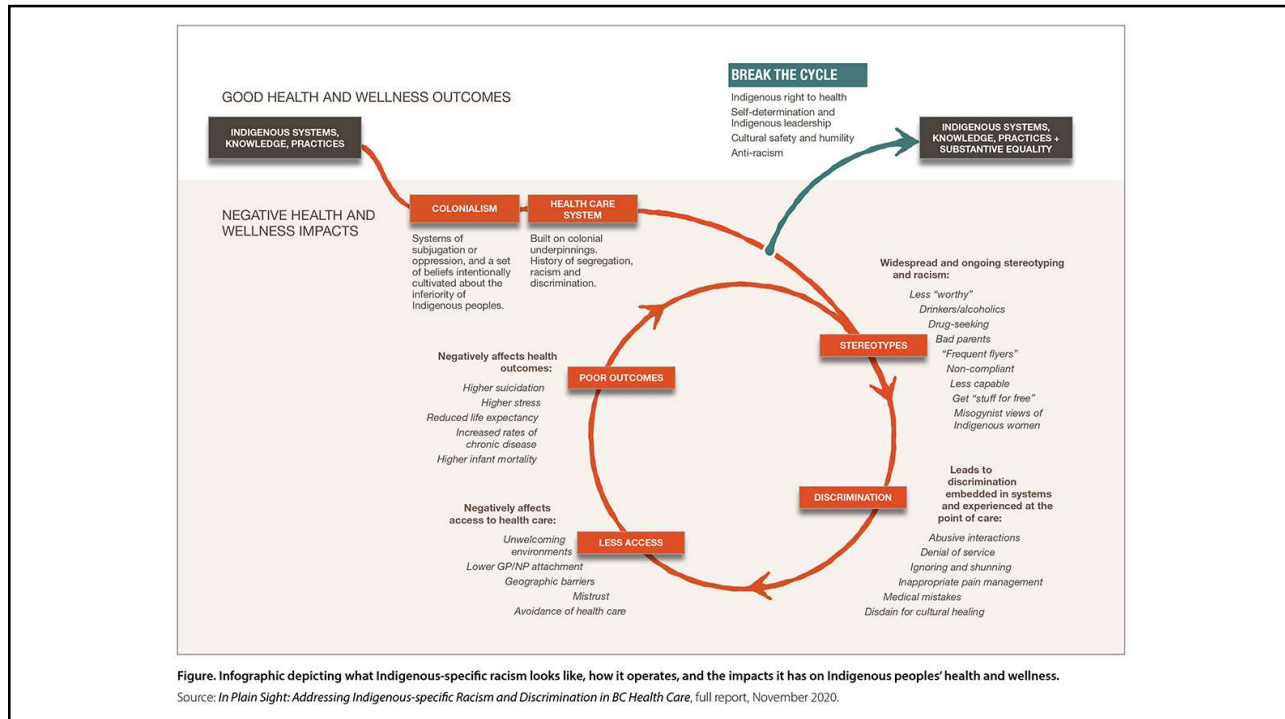 GOOD HEALTH AND WELLNESS OUTCOMES
INDIGENOUS SYSTEMS,
KNOWLEDGE, PRACTICES
BREAK THE CYCLE
Indigenous right to health
Self-determination and
Indigenous leadership
Cultural safety and humility
Anti-racism
INDIGENOUS SYSTEMS,
KNOWLEDGE, PRACTICES +
SUBSTANTIVE EQUALITY
NEGATIVE HEALTH AND
WELLNESS IMPACTS
COLONIALISM
Systems of
subjugation or
oppression, and a set
of beliefs intentionally
cultivated about the
inferiority of
Indigenous peoples.
HEALTH CARE
SYSTEM
Built on colonial
underpinnings.
History of segregation,
racism and
discrimination.
STEREOTYPES
Widespread and ongoing stereotyping
and racism:
Less “worthy”
Drinkers/alcoholics
Drug-seeking
Bad parents
“Frequent flyers”
Non-compliant
Less capable
Get “stuff for free”
Misogynist views of
Indigenous women
DISCRIMINATION
Leads to
discrimination
embedded in systems
and experienced at the
point of care:
Abusive interactions
Denial of service
Ignoring and shunning
Inappropriate pain management
Medical mistakes
Disdain for cultural healing
LESS ACCESS
Negatively affects
access to health care:
Unwelcoming
environments
Lower GP/NP attachment
Geographic barriers
Mistrust
Avoidance of health care
POOR OUTCOMES
Negatively affects health
outcomes:
Higher suicidation
Higher stress
Reduced life expectancy
Increased rates of
chronic disease
Higher infant mortality
Figure. Infographic depicting what Indigenous-specific racism looks like, how it operates, and the impacts it has on Indigenous peoples’ health and wellness.
Source: In Plain Sight: Addressing Indigenous-specific Racism and Discrimination in BC Health Care, full report, November 2020.